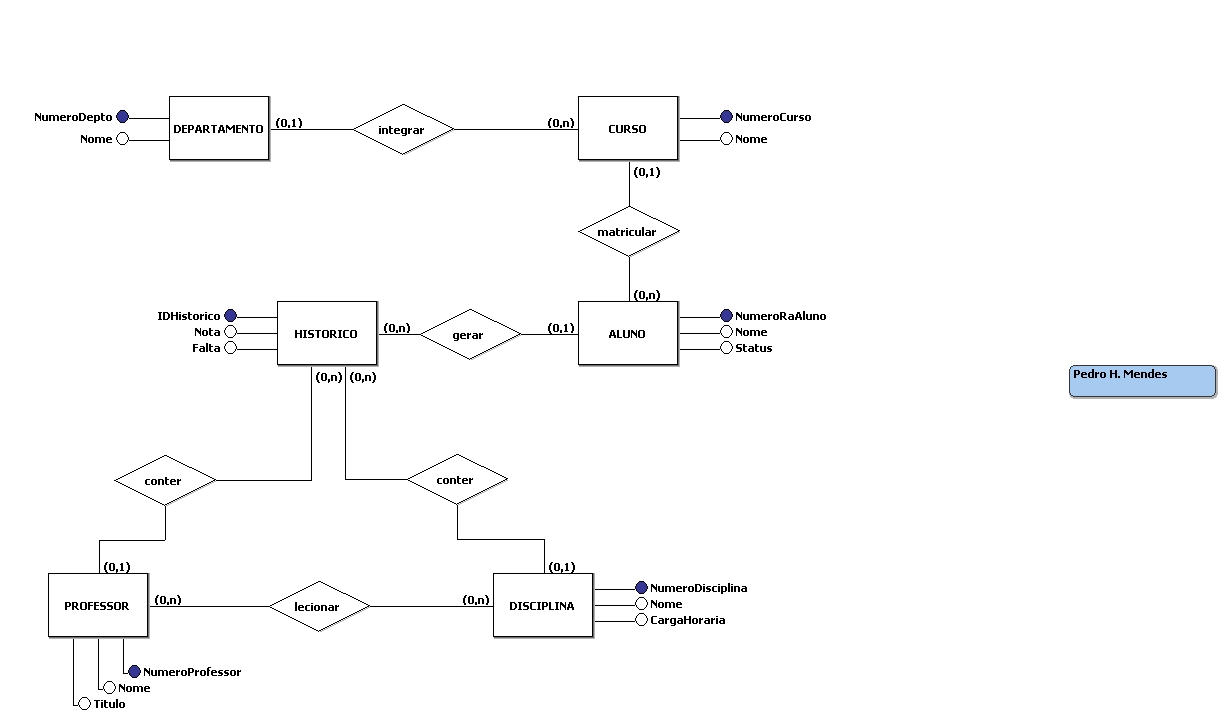 NumeroDepto
Nome
DEPARTAMENTO
(0,1)
integrar
(0,n)
CURSO
NumeroCurso
Nome
(0,1)
matricular
(0,n)
IDHistorico
Nota
Falta
HISTORICO
(0,n)
gerar
(0,1)
ALUNO
NumeroRaAluno
Nome
Status
Pedro H. Mendes
(0,n)
(0,n)
conter
conter
(0,1)
(0,1)
PROFESSOR
(0,n)
lecionar
(0,n)
DISCIPLINA
NumeroDisciplina
Nome
CargaHoraria
NumeroProfessor
Nome
Titulo